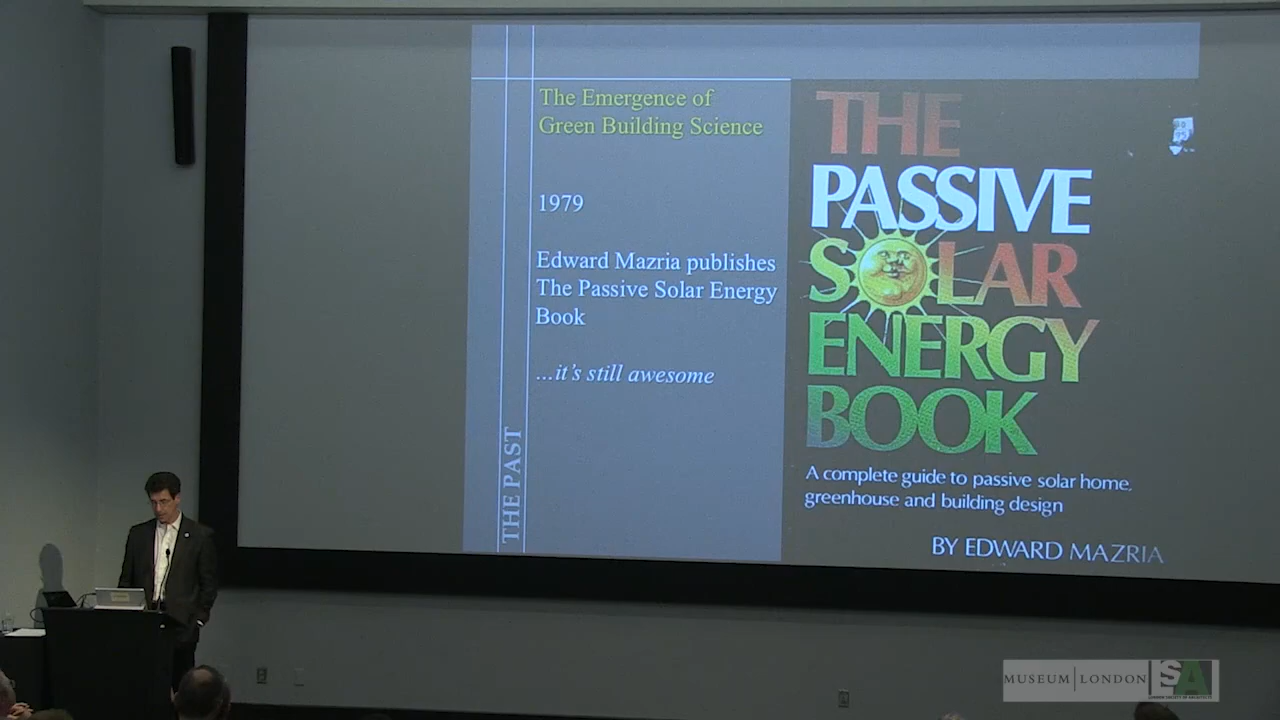 The Emergence of
Green Building Science
1979
Edward Mazria publishes
The Passive Solar Energy
Book
...it's still awesome
THE PAST
THE
PASSIVE
SOLAR
ENERGY
BOOK
A complete guide to passive solar home,
greenhouse and building design
BY EDWARD MAZRIA
MUSEUM LONDON
LSA